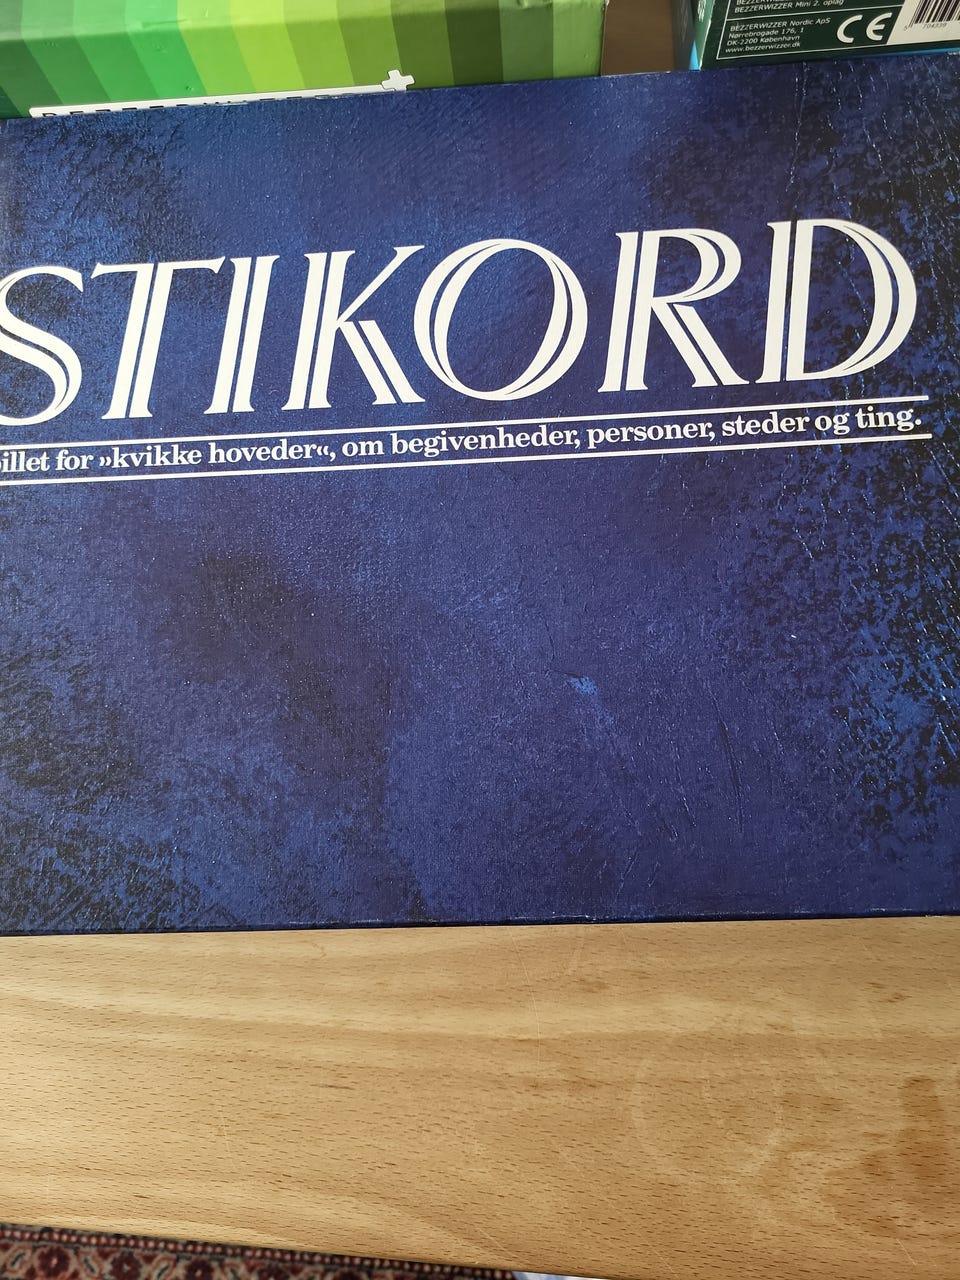 BEZZERWIZZER Mini 2. oplag
BEZZERWIZZER Nordic ApS
Nørrebrogade 176, 1
DK-2200 København
www.bezzerwizzer.dk
CE
STIKORD
for »kvikke hoveder«, om begivenheder, personer, steder og ting.